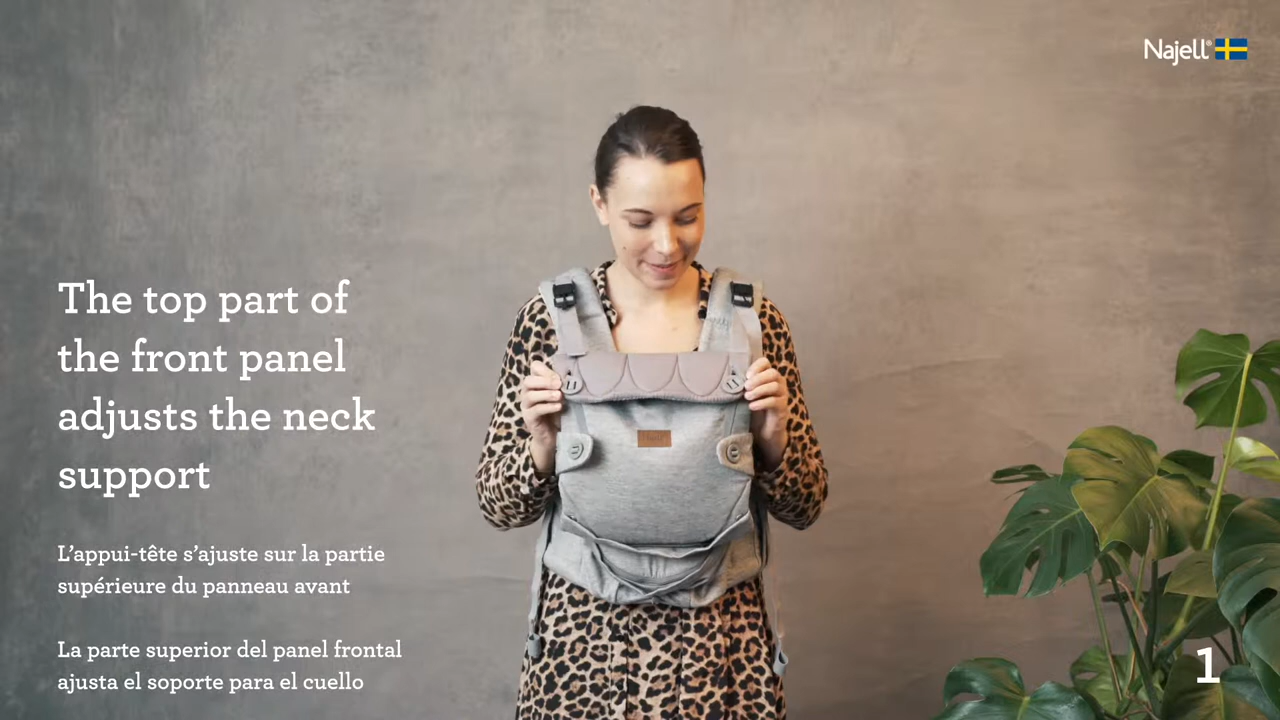 Najell®
The top part of
the front panel
adjusts the neck
support
L’appui-tête s’ajuste sur la partie
supérieure du panneau avant
La parte superior del panel frontal
ajusta el soporte para el cuello
1